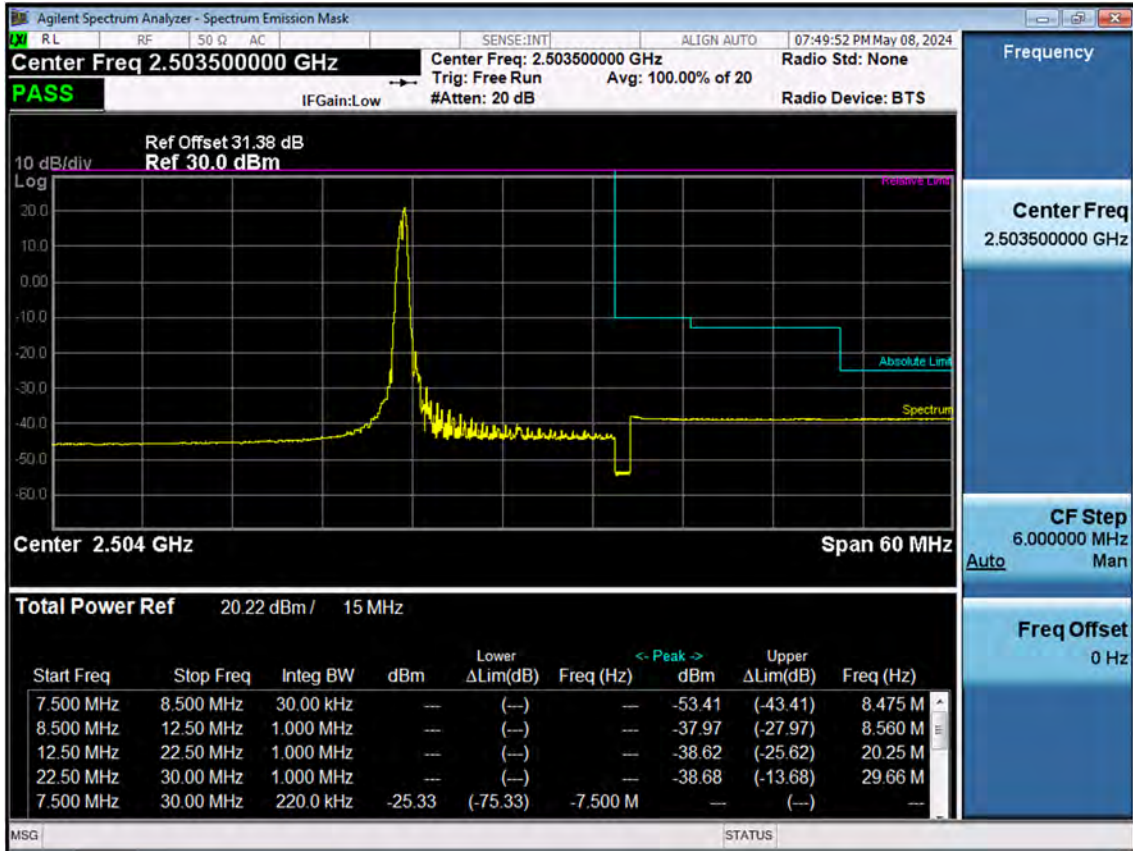 Agilent Spectrum Analyzer - Spectrum Emission Mask
LXI RL RF 50 Ω AC SENSE:INT ALIGN AUTO 07:49:52 PM May 08, 2024
Center Freq 2.503500000 GHz
Center Freq: 2.503500000 GHz Radio Std: None
Trig: Free Run Avg: 100.00% of 20
PASS IFGain:Low #Atten: 20 dB Radio Device: BTS
Ref Offset 31.38 dB
10 dB/div Ref 30.0 dBm
Log
Relative Limit
20.0
10.0
0.00
-10.0
-20.0
Absolute Limit
-30.0
Spectrum
-40.0
-50.0
-60.0
Center 2.504 GHz Span 60 MHz
Total Power Ref 20.22 dBm / 15 MHz
Lower <- Peak -> Upper
Start Freq Stop Freq Integ BW dBm ΔLim(dB) Freq (Hz) dBm ΔLim(dB) Freq (Hz)
7.500 MHz 8.500 MHz 30.00 kHz --- (---) --- -53.41 (-43.41) 8.475 M
8.500 MHz 12.50 MHz 1.000 MHz --- (---) --- -37.97 (-27.97) 8.560 M
12.50 MHz 22.50 MHz 1.000 MHz --- (---) --- -38.62 (-25.62) 20.25 M
22.50 MHz 30.00 MHz 1.000 MHz --- (---) --- -38.68 (-13.68) 29.66 M
7.500 MHz 30.00 MHz 220.0 kHz -25.33 (-75.33) -7.500 M --- (---) ---
MSG STATUS
Frequency
Center Freq
2.503500000 GHz
CF Step
6.000000 MHz
Auto Man
Freq Offset
0 Hz